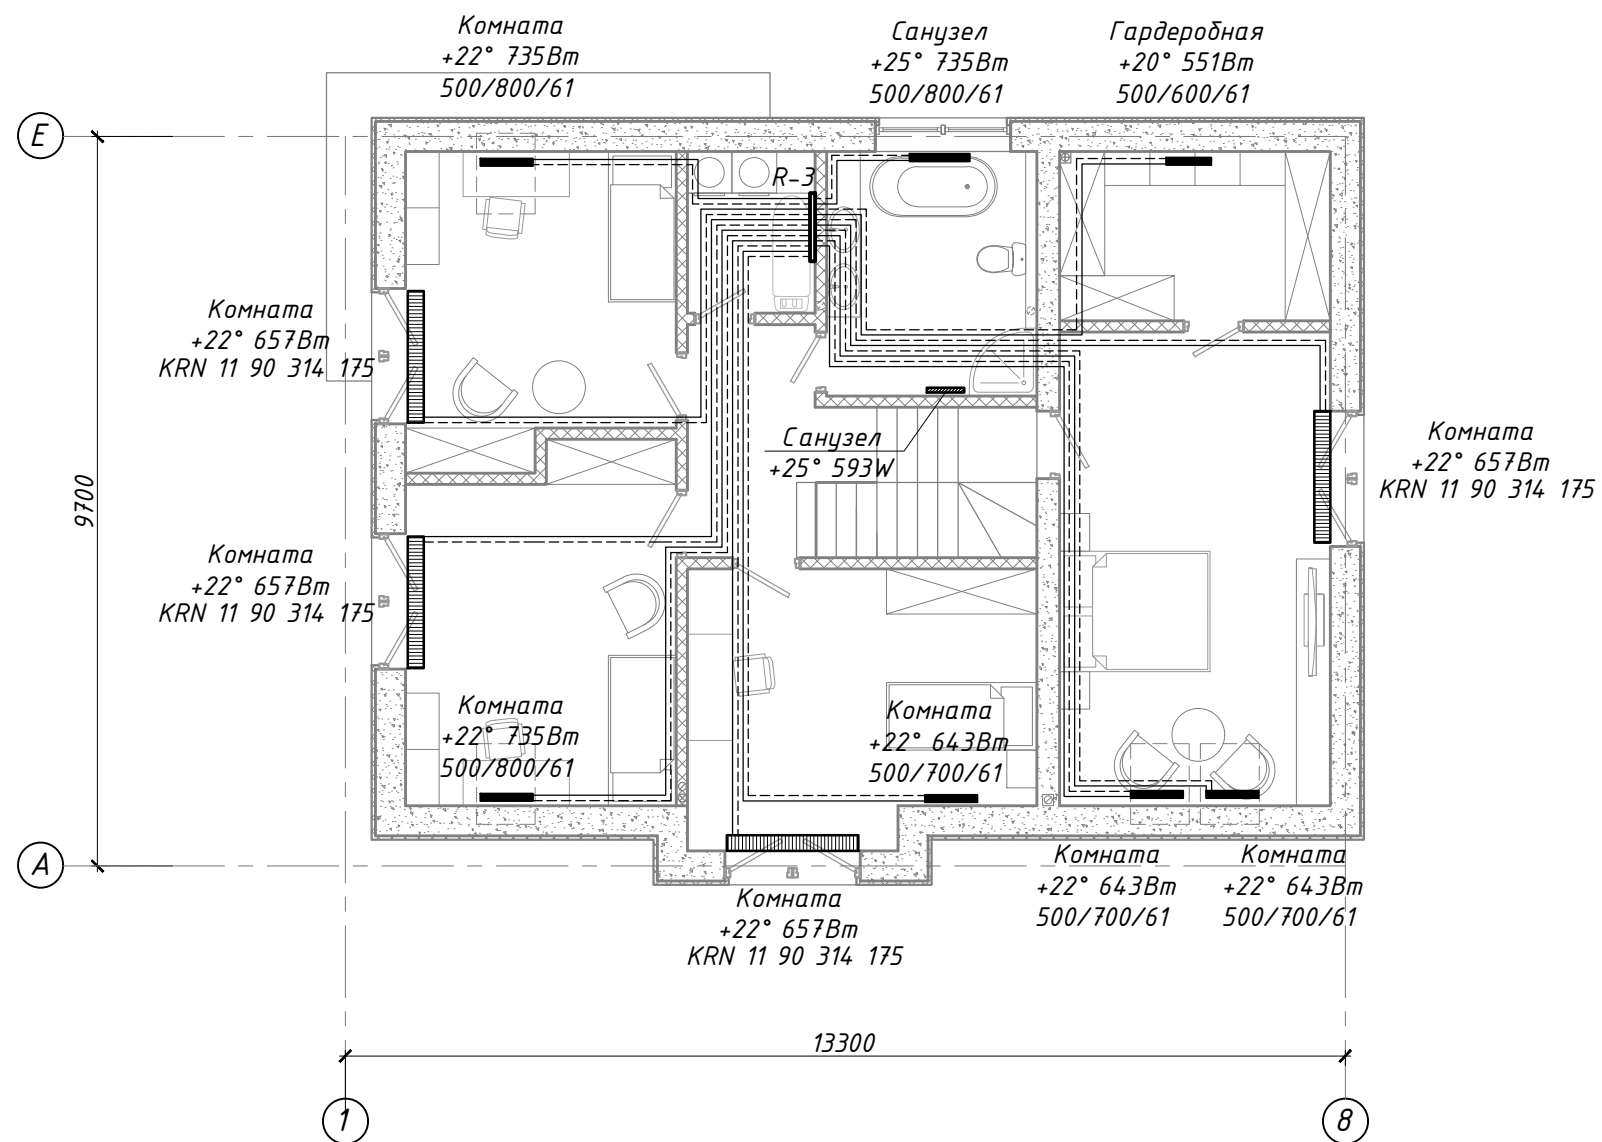 Комната
+22° 735Вт
500/800/61
Санузел
+25° 735Вт
500/800/61
Гардеробная
+20° 551Вт
500/600/61
Е
R-3
Комната
+22° 657Вт
KRN 11 90 314 175
Санузел
+25° 593W
Комната
+22° 657Вт
KRN 11 90 314 175
9700
Комната
+22° 657Вт
KRN 11 90 314 175
Комната
+22° 735Вт
500/800/61
Комната
+22° 643Вт
500/700/61
А
Комната
+22° 643Вт
500/700/61
Комната
+22° 643Вт
500/700/61
Комната
+22° 657Вт
KRN 11 90 314 175
13300
1
8